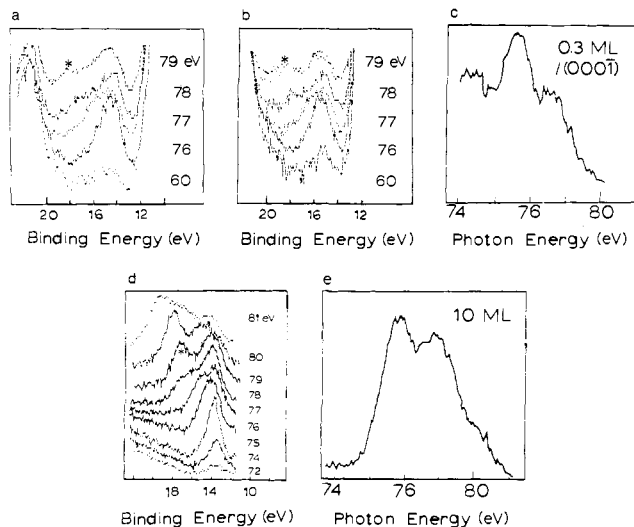 a
79 eV
*
78
77
76
60
20
16
12
Binding Energy (eV)
b
79 eV
*
78
77
76
60
20
16
12
Binding Energy (eV)
c
0.3 ML
/(0001̄)
74
76
80
Photon Energy (eV)
d
81 eV
80
*
79
78
77
76
75
74
72
18
14
10
Binding Energy (eV)
e
10 ML
74
76
80
Photon Energy (eV)